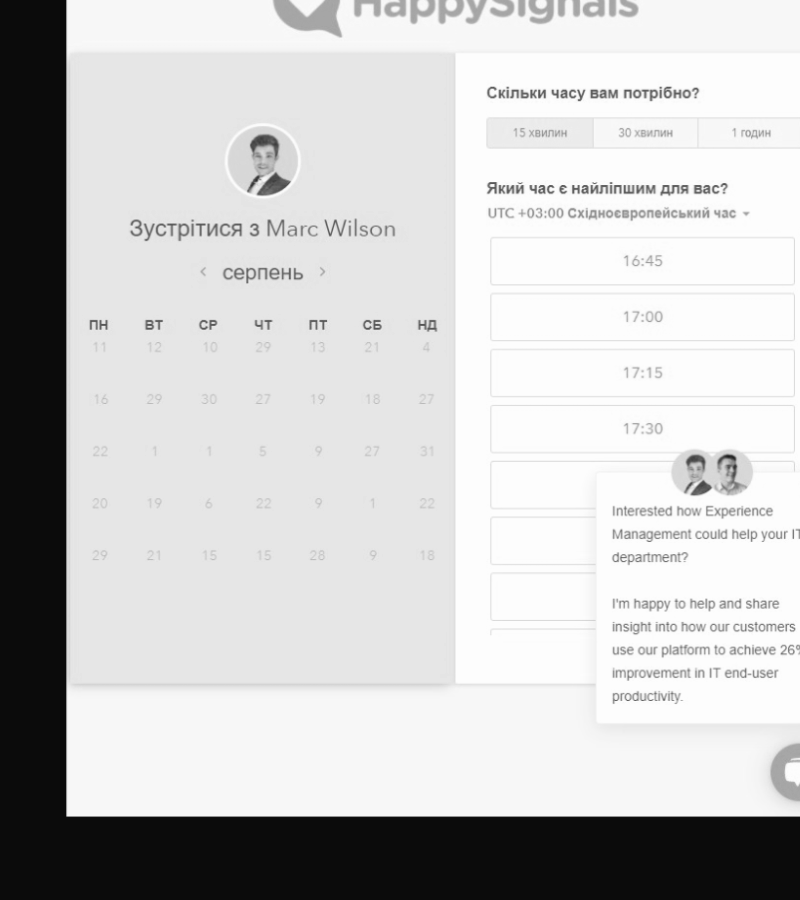 HappySignals
Зустрітися з Marc Wilson
серпень
ПН ВТ СР ЧТ ПТ СБ НД
11 12 10 29 13 21 4
16 29 30 27 19 18 27
22 1 1 5 9 27 31
20 19 6 22 9 1 22
29 21 15 15 28 9 18
Скільки часу вам потрібно?
15 хвилин 30 хвилин 1 годин
Який час є найліпшим для вас?
UTC +03:00 Східноєвропейський час
16:45
17:00
17:15
17:30
Interested how Experience
Management could help your IT
department?
I'm happy to help and share
insight into how our customers
use our platform to achieve 26%
improvement in IT end-user
productivity.